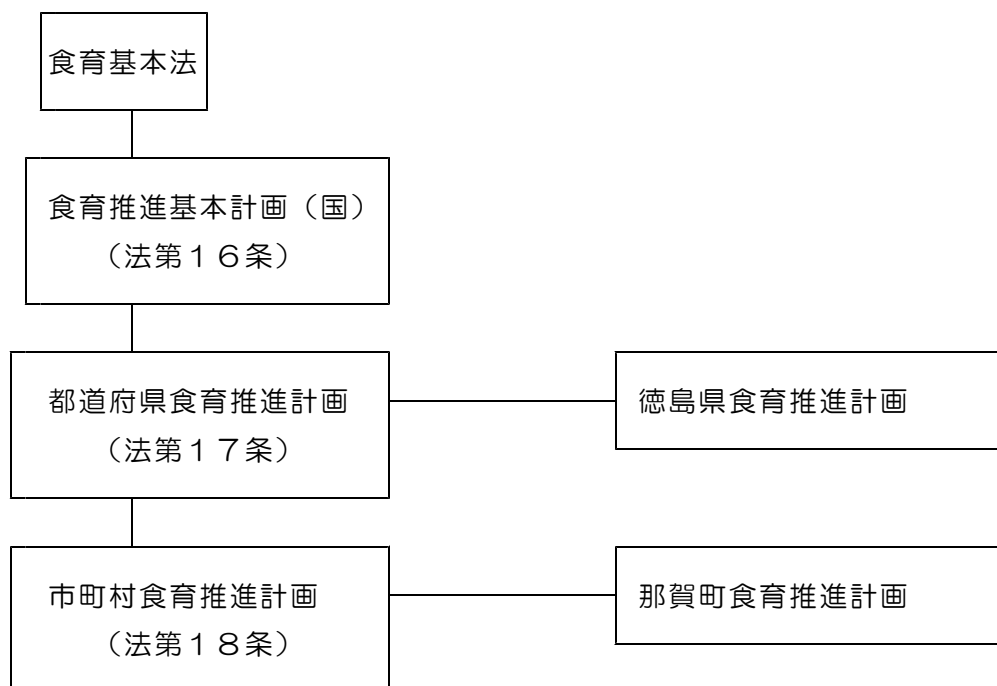 食育基本法
食育推進基本計画（国）
（法第１６条）
都道府県食育推進計画
（法第１７条）
徳島県食育推進計画
市町村食育推進計画
（法第１８条）
那賀町食育推進計画